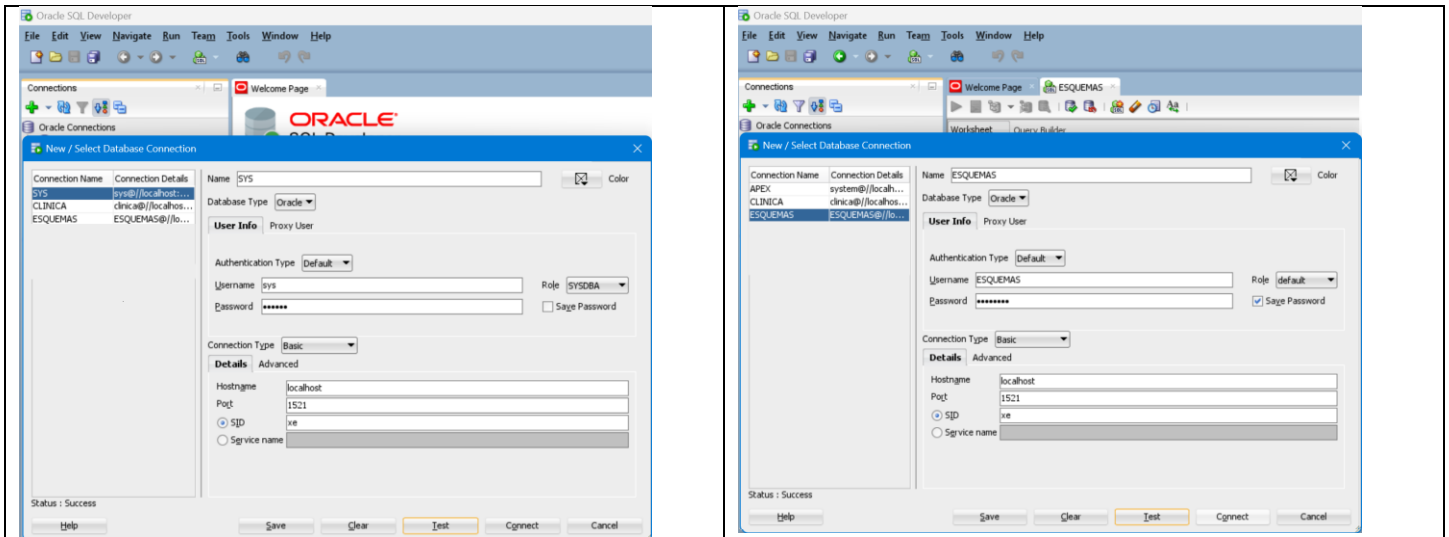 Oracle SQL Developer
File Edit View Navigate Run Team Tools Window Help
Connections
Welcome Page
Oracle Connections
ORACLE
New / Select Database Connection
Connection Name Connection Details
SYS sys@//localhost:...
CLINICA clinica@//localhos...
ESQUEMAS ESQUEMAS@//lo...
Name SYS
Color
Database Type Oracle
User Info Proxy User
Authentication Type Default
Username sys
Role SYSDBA
Password ••••••
Save Password
Connection Type Basic
Details Advanced
Hostname localhost
Port 1521
SID xe
Service name
Status : Success
Help Save Clear Test Connect Cancel
Oracle SQL Developer
File Edit View Navigate Run Team Tools Window Help
Connections
Welcome Page ESQUEMAS
Oracle Connections
Worksheet Query Builder
New / Select Database Connection
Connection Name Connection Details
APEX system@//localh...
CLINICA clinica@//localhos...
ESQUEMAS ESQUEMAS@//lo...
Name ESQUEMAS
Color
Database Type Oracle
User Info Proxy User
Authentication Type Default
Username ESQUEMAS
Role default
Password ••••••••
Save Password
Connection Type Basic
Details Advanced
Hostname localhost
Port 1521
SID xe
Service name
Status : Success
Help Save Clear Test Connect Cancel